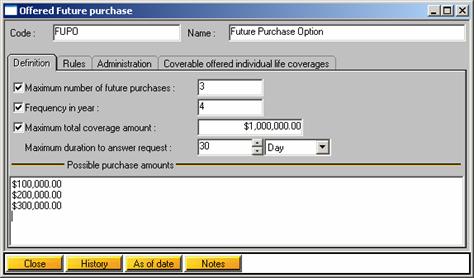 Offered Future purchase
Code : FUPO Name : Future Purchase Option
Definition Rules Administration Coverable offered individual life coverages
Maximum number of future purchases : 3
Frequency in year : 4
Maximum total coverage amount : $1,000,000.00
Maximum duration to answer request : 30 Day
Possible purchase amounts
$100,000.00
$200,000.00
$300,000.00
Close History As of date Notes